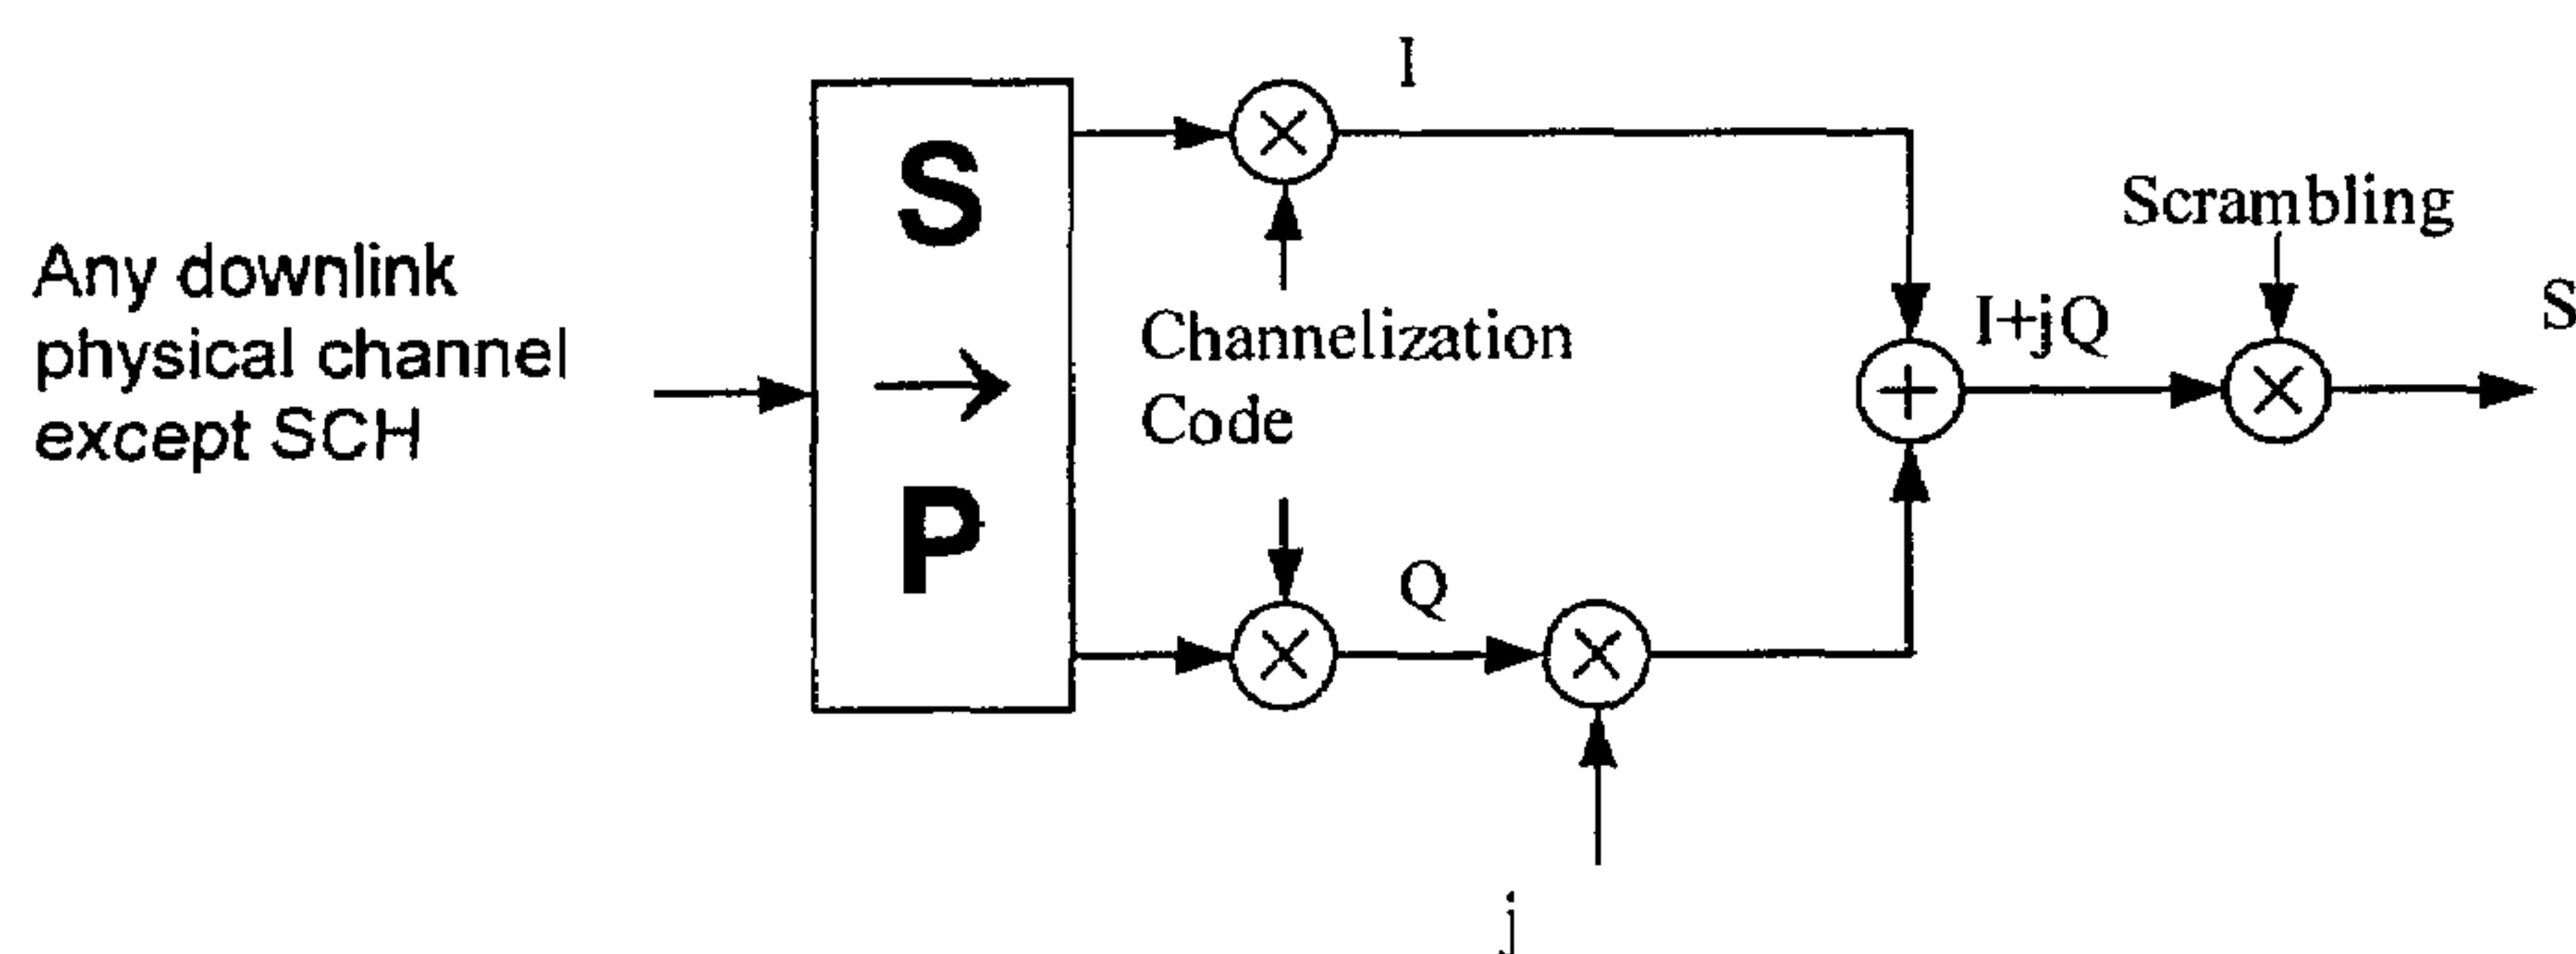 Any downlink
physical channel
except SCH
S
→
P
I
Channelization
Code
Q
j
I+jQ
Scrambling
S